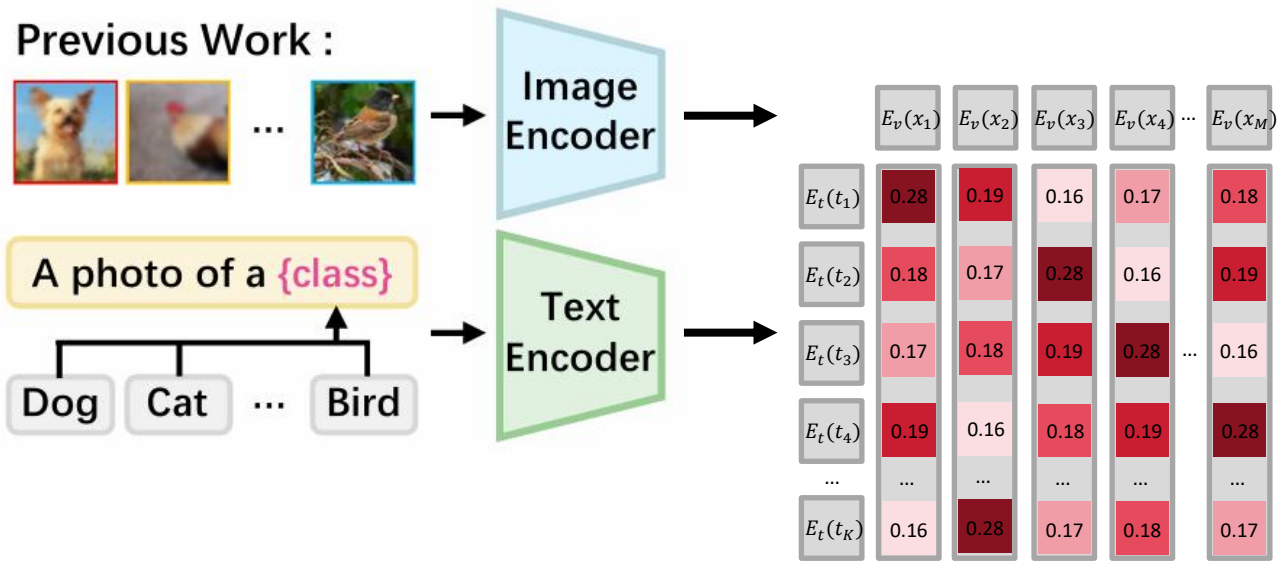 Previous Work :
...
Image
Encoder
A photo of a {class}
Dog Cat ... Bird
Text
Encoder
E_v(x_1) E_v(x_2) E_v(x_3) E_v(x_4) ... E_v(x_M)
E_t(t_1) 0.28 0.19 0.16 0.17 0.18
E_t(t_2) 0.18 0.17 0.28 0.16 0.19
E_t(t_3) 0.17 0.18 0.19 0.28 ... 0.16
E_t(t_4) 0.19 0.16 0.18 0.19 0.28
... ... ... ... ... ...
E_t(t_K) 0.16 0.28 0.17 0.18 0.17